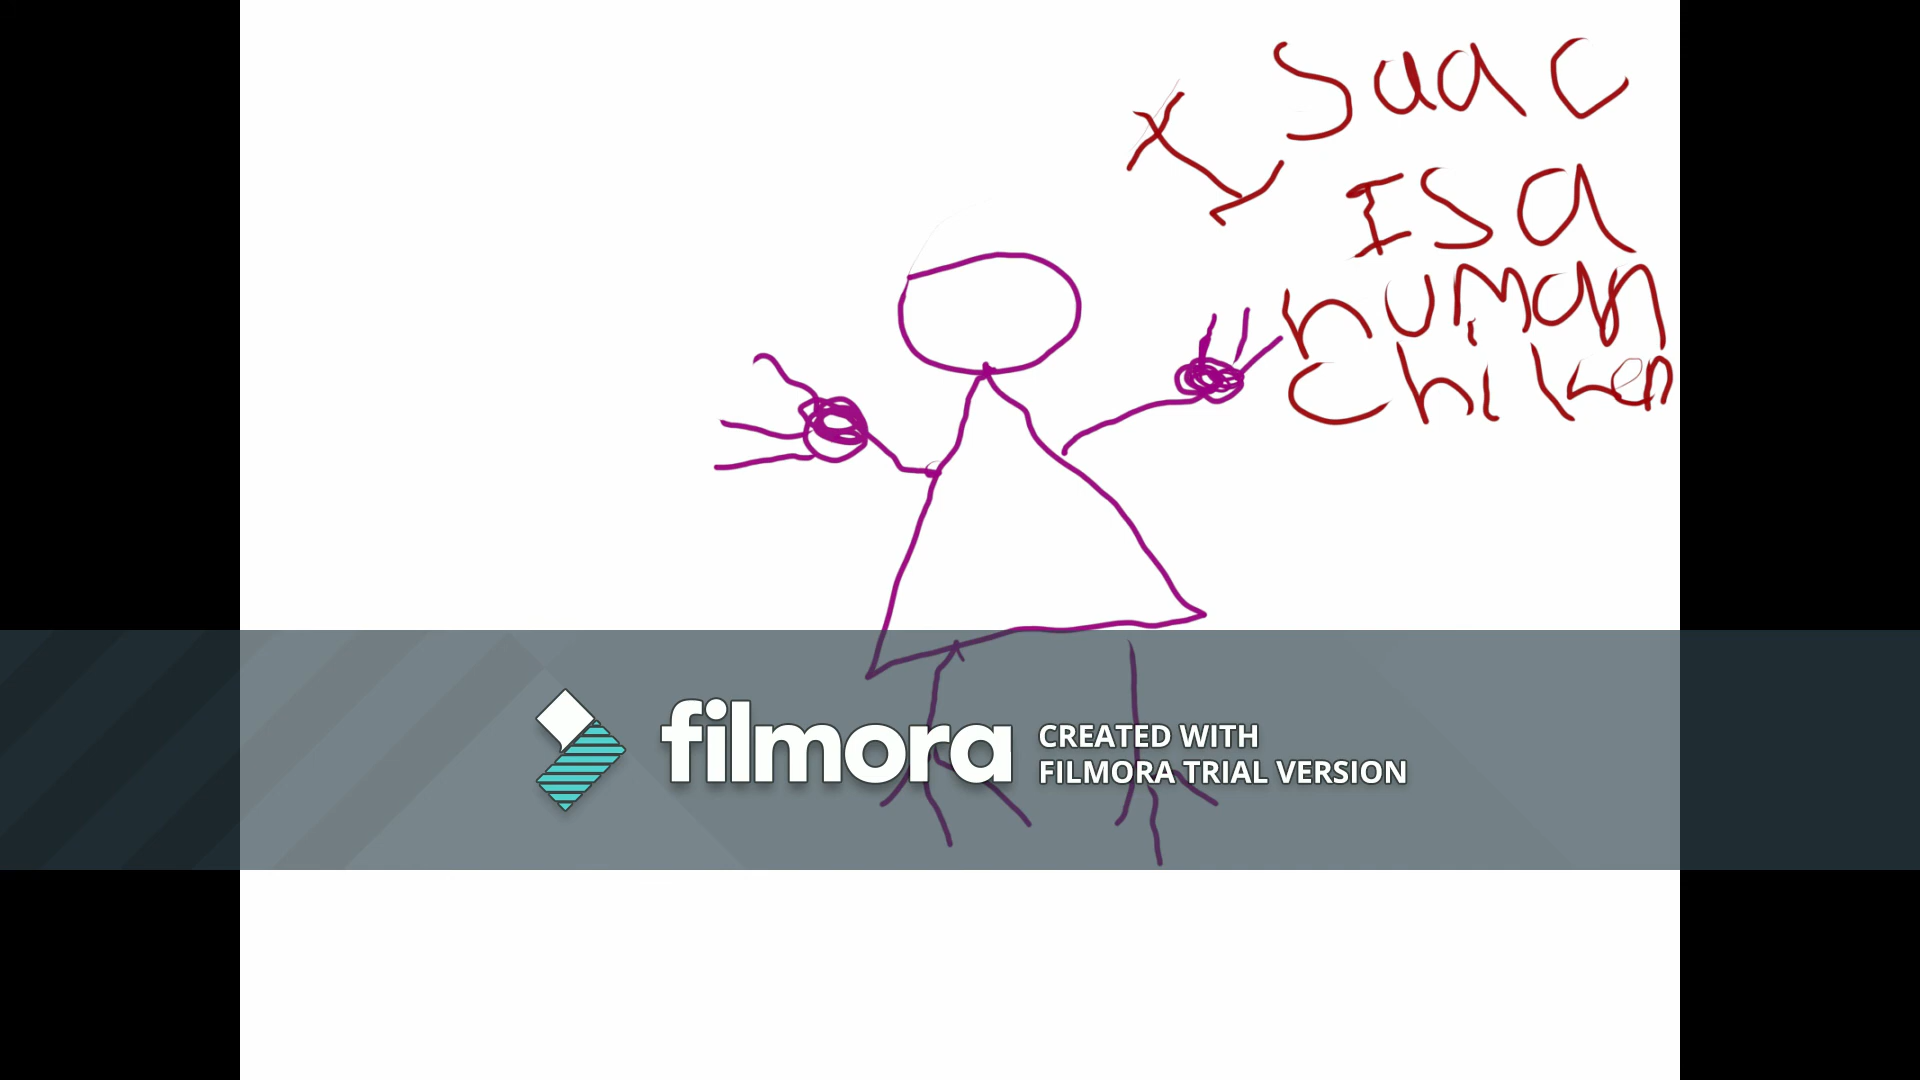 Isaac
Is a
human
chiken
filmora
CREATED WITH
FILMORA TRIAL VERSION